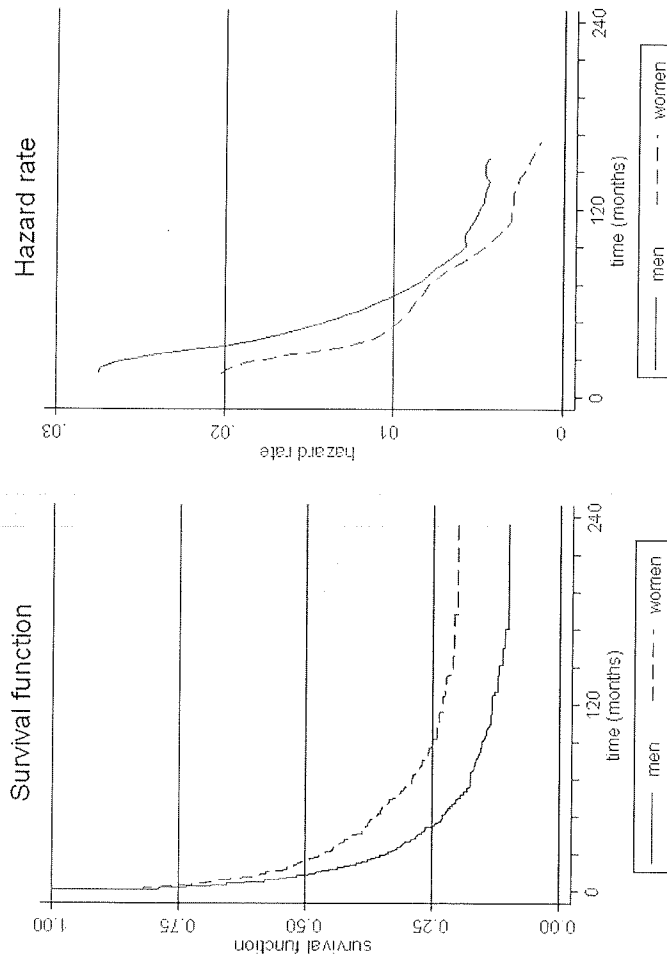 Survival function
survival function
1.00
0.75
0.50
0.25
0.00
0
120
240
time (months)
men
women
Hazard rate
hazard rate
.03
.02
.01
0
0
120
240
time (months)
men
women